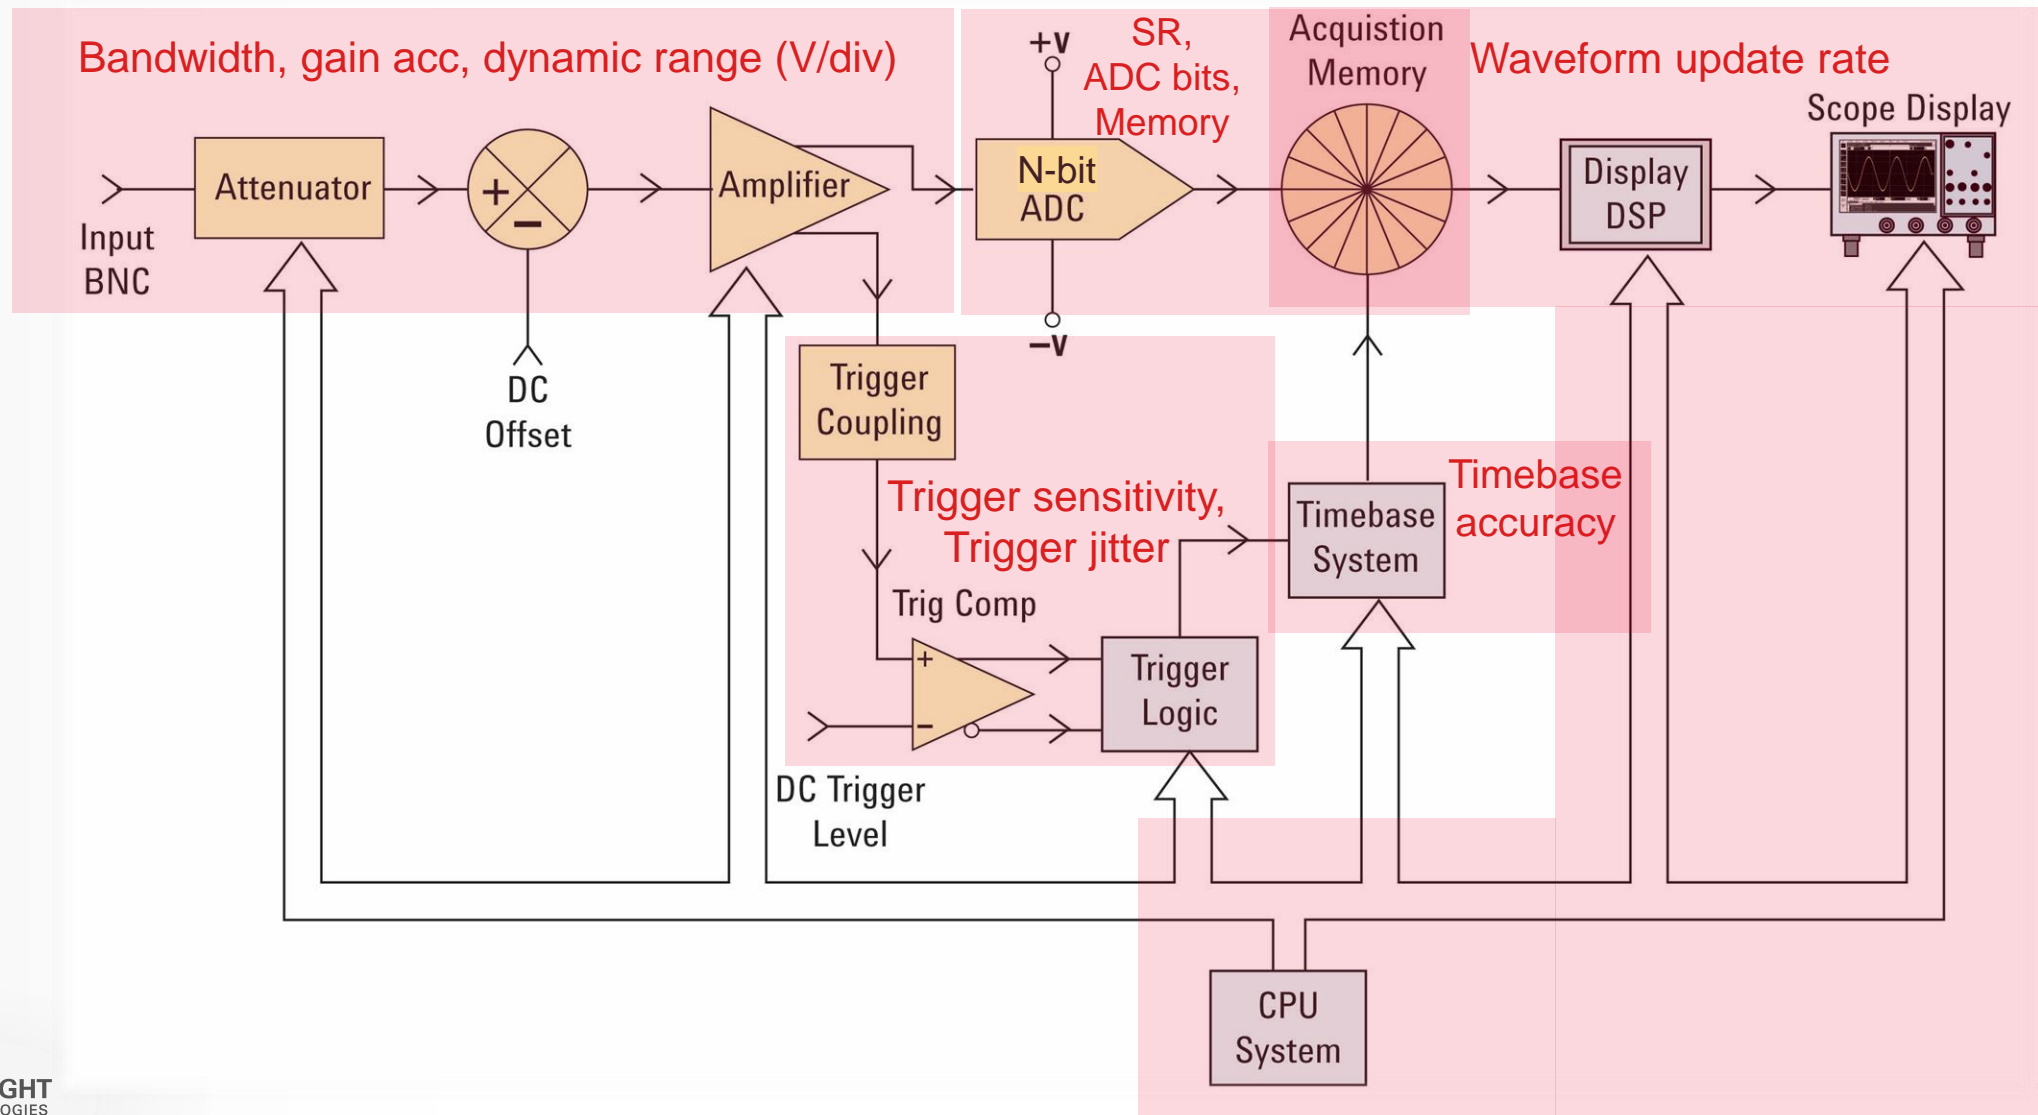 Bandwidth, gain acc, dynamic range (V/div)
+V
SR,
ADC bits,
Memory
Acquistion
Memory
Waveform update rate
Scope Display
Input
BNC
Attenuator
+
−
Amplifier
N-bit
ADC
Display
DSP
−V
DC
Offset
Trigger
Coupling
Trigger sensitivity,
Trigger jitter
Timebase
System
Timebase
accuracy
Trig Comp
+
−
Trigger
Logic
DC Trigger
Level
CPU
System
GHT
OGIES